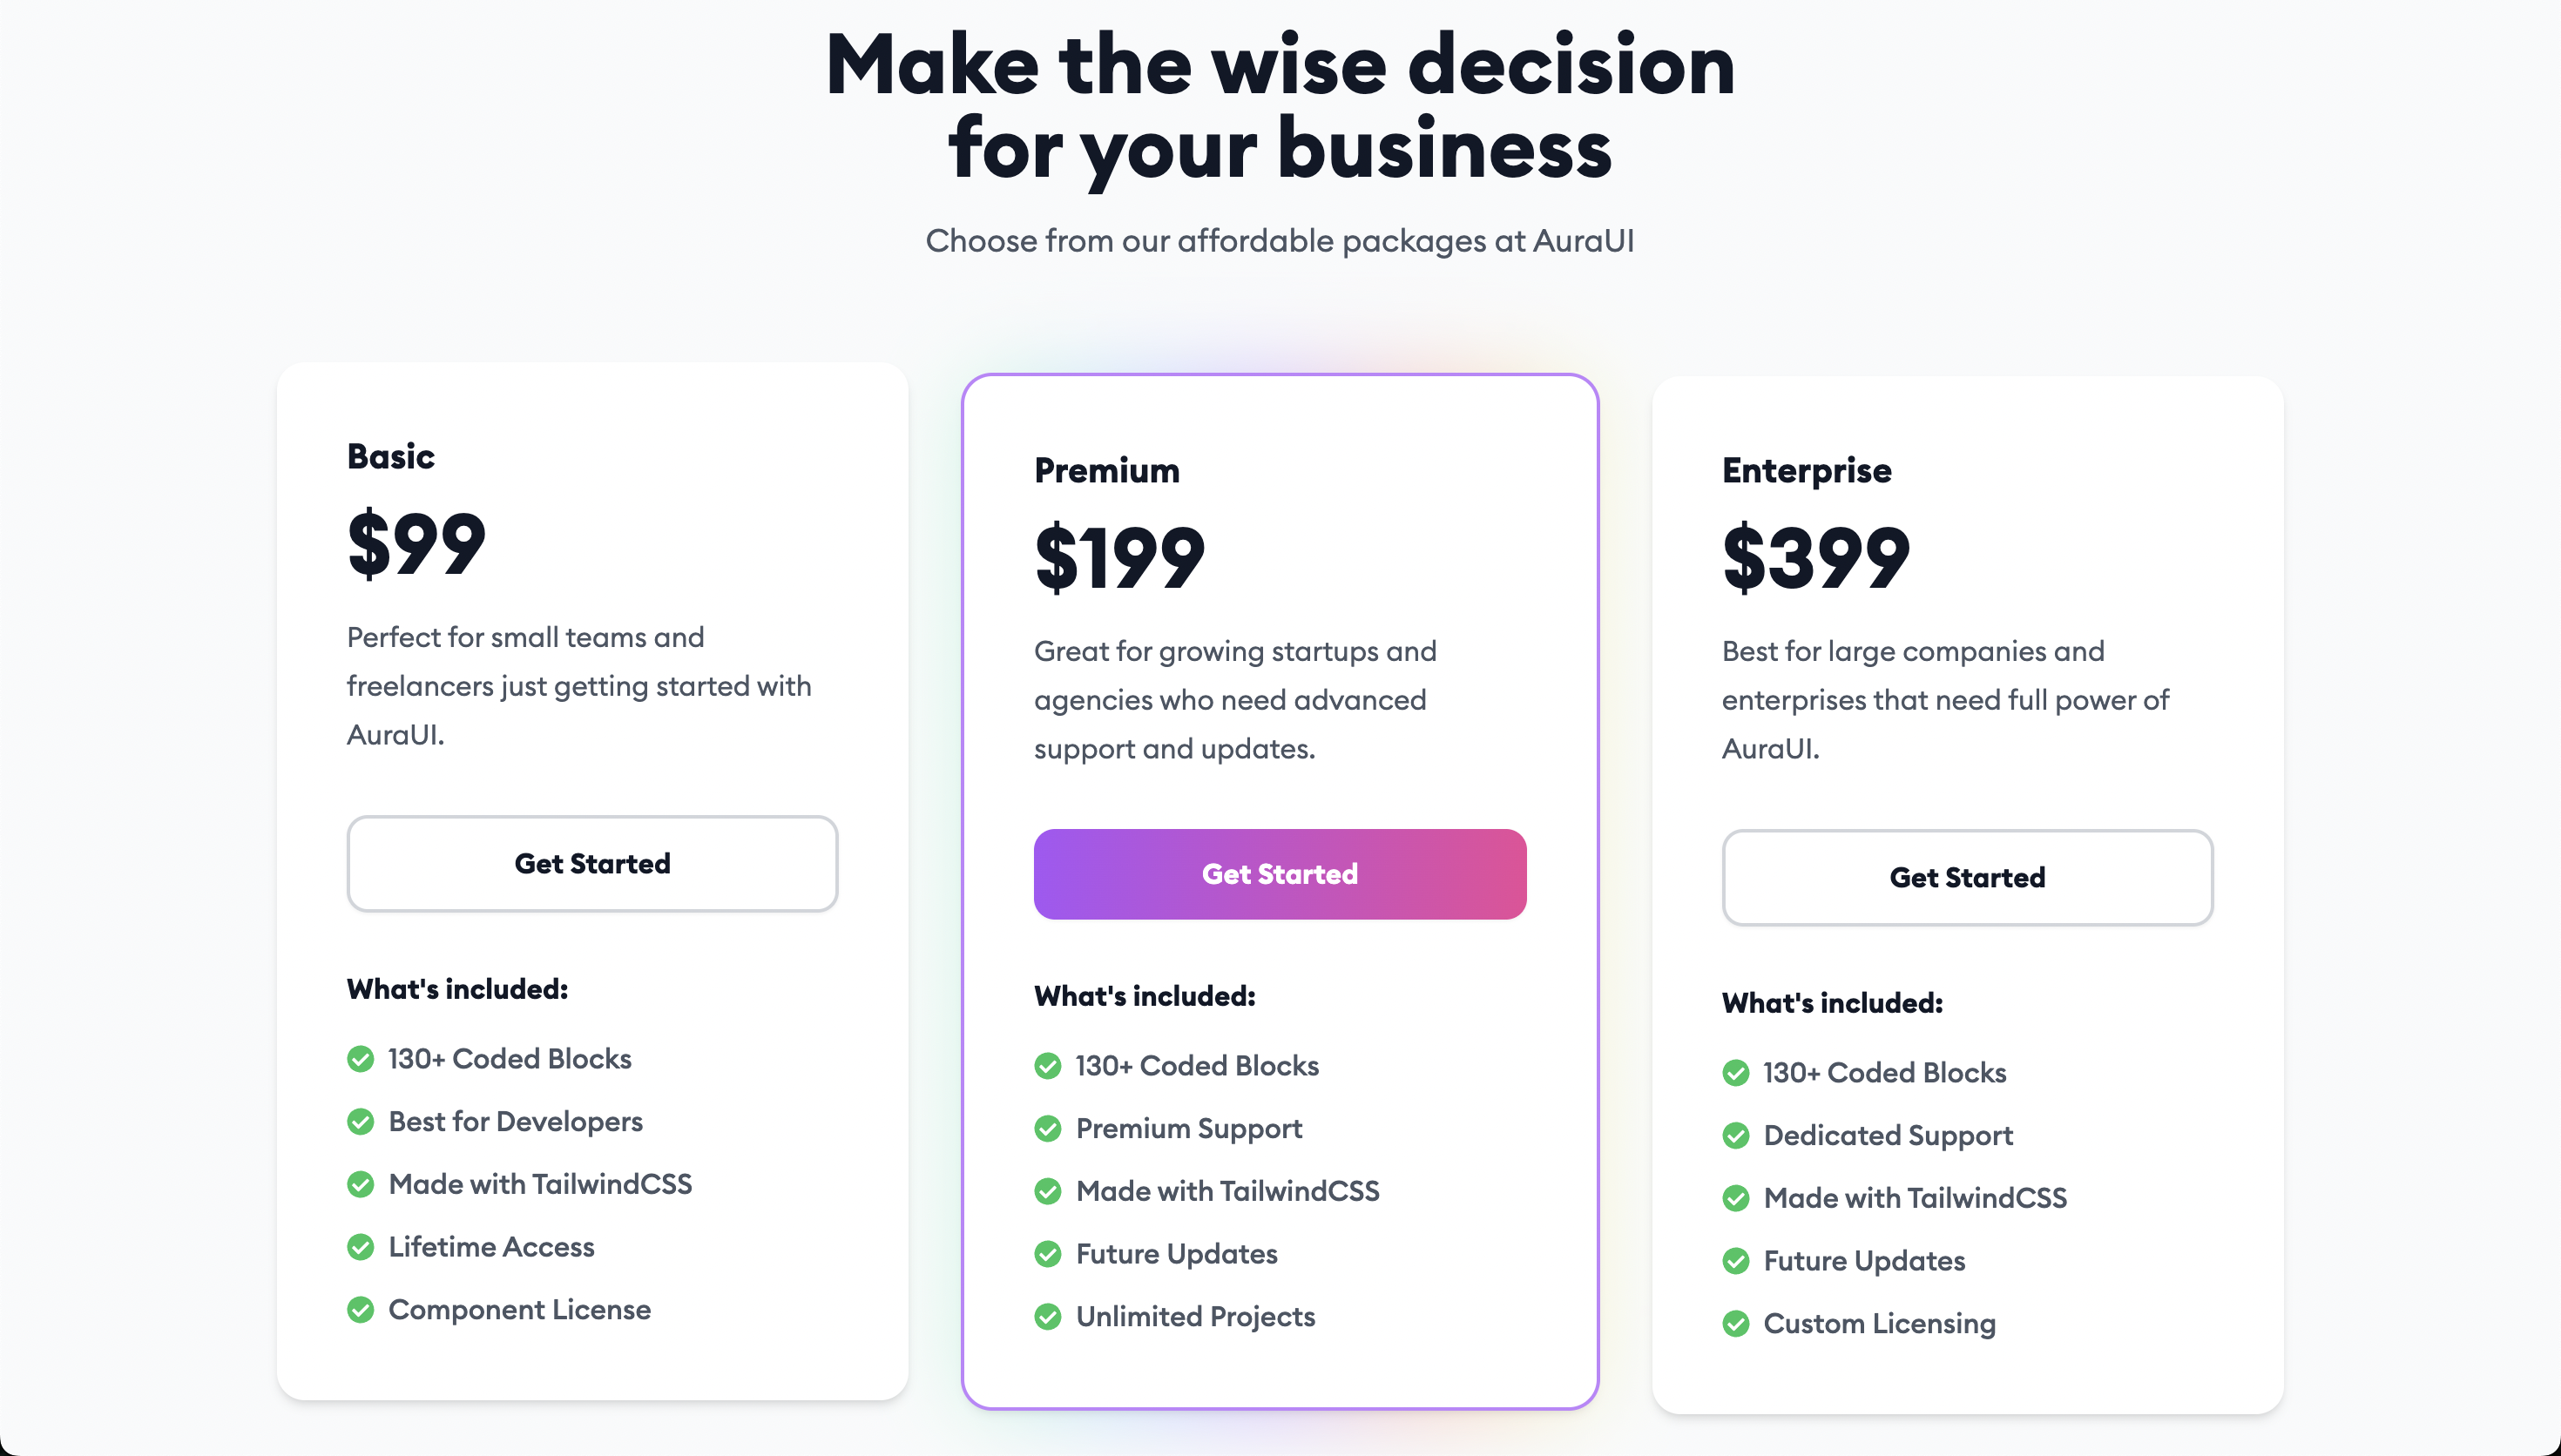 Make the wise decision
for your business
Choose from our affordable packages at AuraUI
Basic
$99
Perfect for small teams and
freelancers just getting started with
AuraUI.
Get Started
What's included:
130+ Coded Blocks
Best for Developers
Made with TailwindCSS
Lifetime Access
Component License
Premium
$199
Great for growing startups and
agencies who need advanced
support and updates.
Get Started
What's included:
130+ Coded Blocks
Premium Support
Made with TailwindCSS
Future Updates
Unlimited Projects
Enterprise
$399
Best for large companies and
enterprises that need full power of
AuraUI.
Get Started
What's included:
130+ Coded Blocks
Dedicated Support
Made with TailwindCSS
Future Updates
Custom Licensing